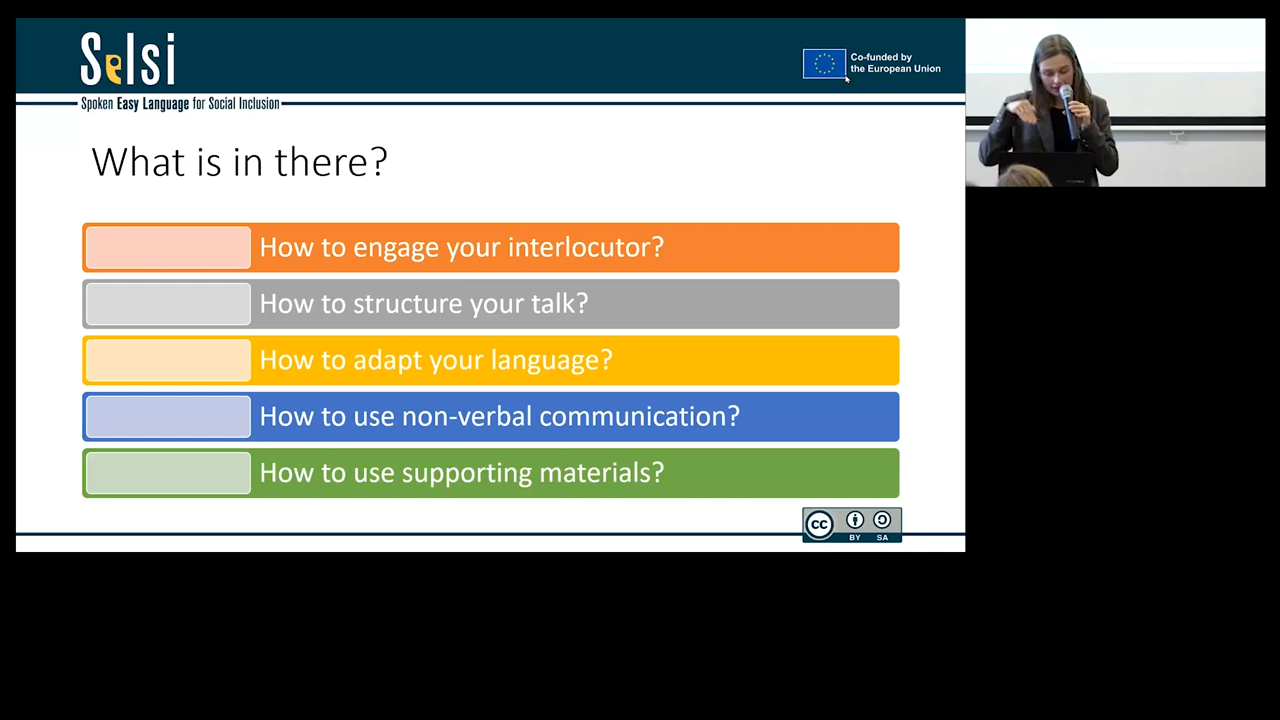 Selsi
Spoken Easy Language for Social Inclusion
Co-funded by
the European Union
What is in there?
How to engage your interlocutor?
How to structure your talk?
How to adapt your language?
How to use non-verbal communication?
How to use supporting materials?
cc
BY SA